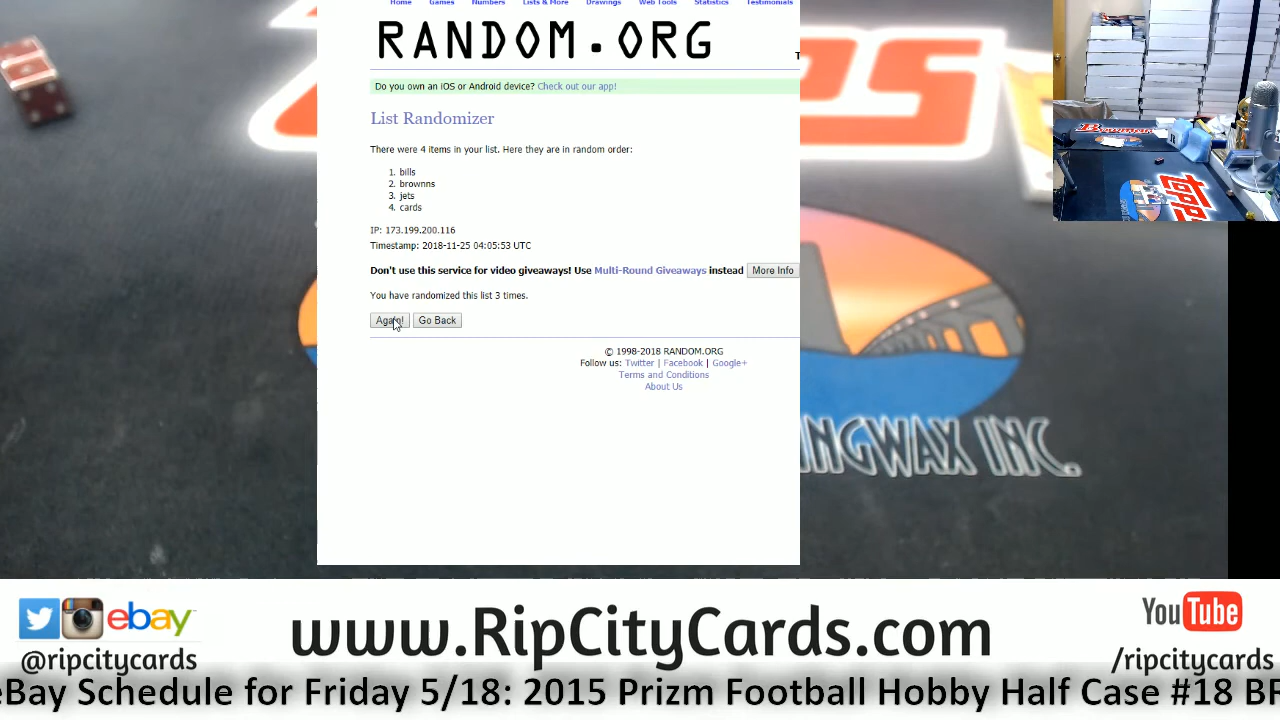 Home Games Numbers Lists & More Drawings Web Tools Statistics Testimonials
RANDOM.ORG
Do you own an iOS or Android device? Check out our app!
List Randomizer
There were 4 items in your list. Here they are in random order:
1. bills
2. brownns
3. jets
4. cards
IP: 173.199.200.116
Timestamp: 2018-11-25 04:05:53 UTC
Don't use this service for video giveaways! Use Multi-Round Giveaways instead More Info
You have randomized this list 3 times.
Again! Go Back
© 1998-2018 RANDOM.ORG
Follow us: Twitter | Facebook | Google+
Terms and Conditions
About Us
INGWAX INC.
topps
ebay
www.RipCityCards.com
YouTube
@ripcitycards
/ripcitycards
eBay Schedule for Friday 5/18: 2015 Prizm Football Hobby Half Case #18 BR